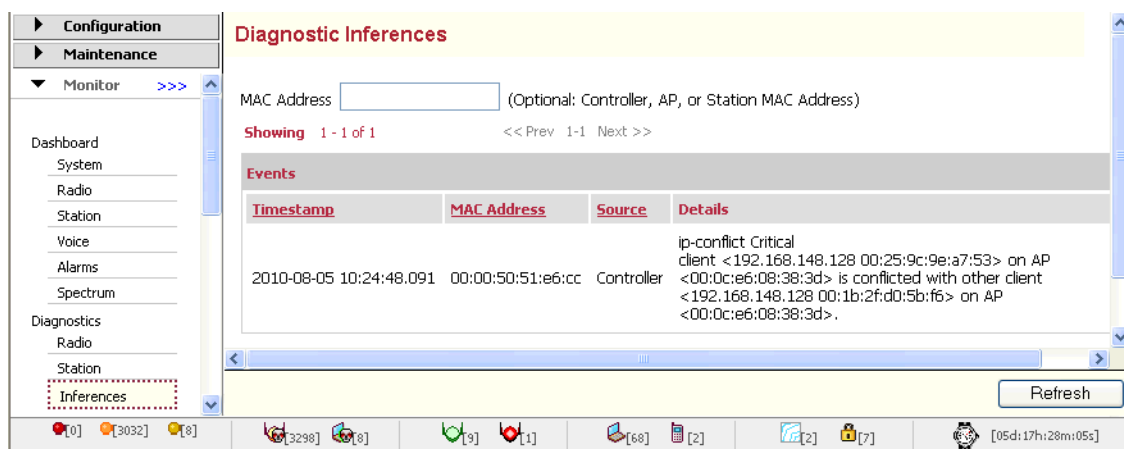 Configuration
Maintenance
Monitor >>>
Dashboard
System
Radio
Station
Voice
Alarms
Spectrum
Diagnostics
Radio
Station
Inferences
Diagnostic Inferences
MAC Address (Optional: Controller, AP, or Station MAC Address)
Showing 1 - 1 of 1 << Prev 1-1 Next >>
Events
Timestamp MAC Address Source Details
2010-08-05 10:24:48.091 00:00:50:51:e6:cc Controller
ip-conflict Critical
client <192.168.148.128 00:25:9c:9e:a7:53> on AP
<00:0c:e6:08:38:3d> is conflicted with other client
<192.168.148.128 00:1b:2f:d0:5b:f6> on AP
<00:0c:e6:08:38:3d>.
Refresh
[0] [3032] [8] [3298] [8] [9] [1] [68] [2] [2] [7] [05d:17h:28m:05s]